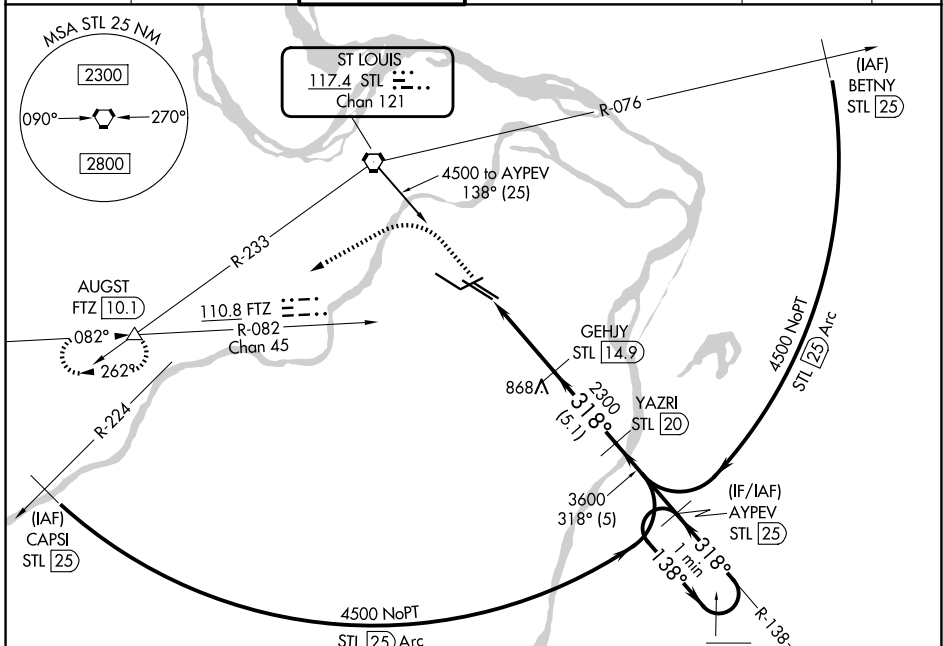 MSA STL 25 NM
2300
090°
270°
2800
ST LOUIS
117.4 STL
Chan 121
(IAF)
BETNY
STL 25
R-076
4500 to AYPEV
138° (25)
R-233
AUGST
FTZ 10.1
110.8 FTZ
R-082
Chan 45
082°
262°
R-224
GEHJY
STL 14.9
868
2300
318°
(5.1)
YAZRI
STL 20
4500 NoPT
STL 25 Arc
3600
318° (5)
(IF/IAF)
AYPEV
STL 25
318°
1 min
138°
R-138
(IAF)
CAPSI
STL 25
4500 NoPT
STL 25 Arc